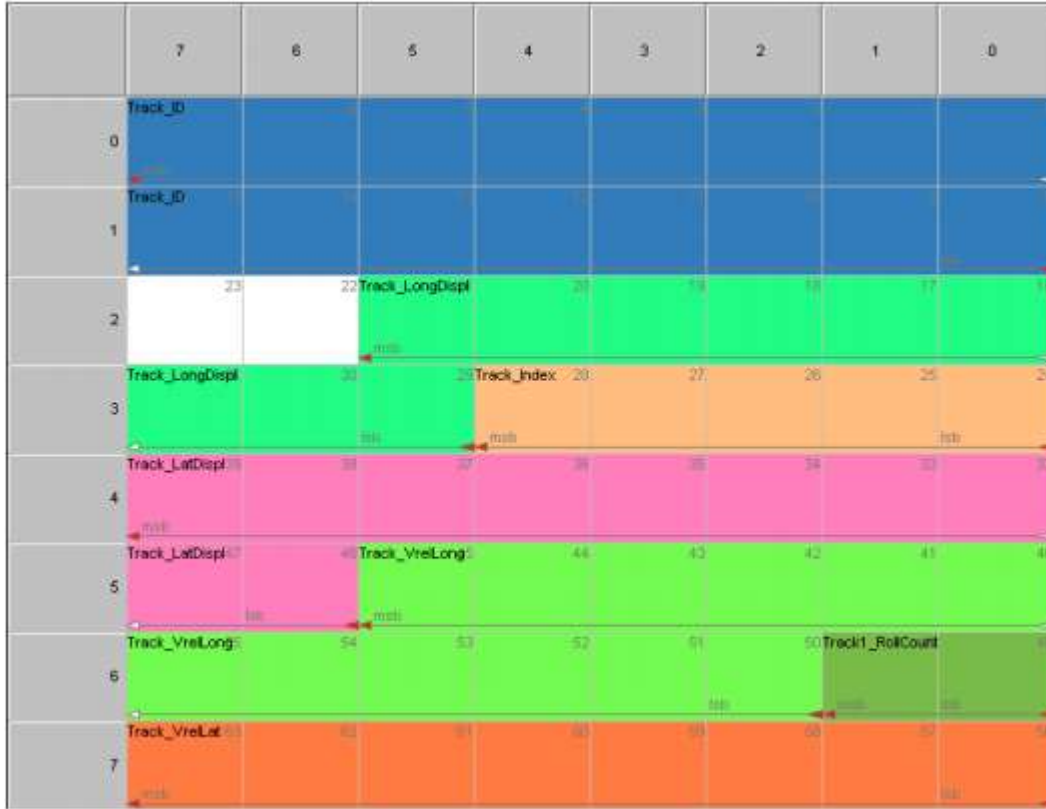 7 6 5 4 3 2 1 0
Track_ID
0
msb
Track_ID
1
lsb
23 22 Track_LongDispl 20 19 18 17
2
msb
Track_LongDispl 30 29 Track_Index 28 27 26 25
3
lsb msb lsb
Track_LatDispl 38 37 36 35 34 33
4
msb
Track_LatDispl 46 Track_VrelLong 44 43 42 41
5
lsb msb
Track_VrelLong 54 53 52 51 50 Track1_RollCount
6
lsb msb lsb
Track_VrelLat 62 61 60 59 58 57
7
msb lsb